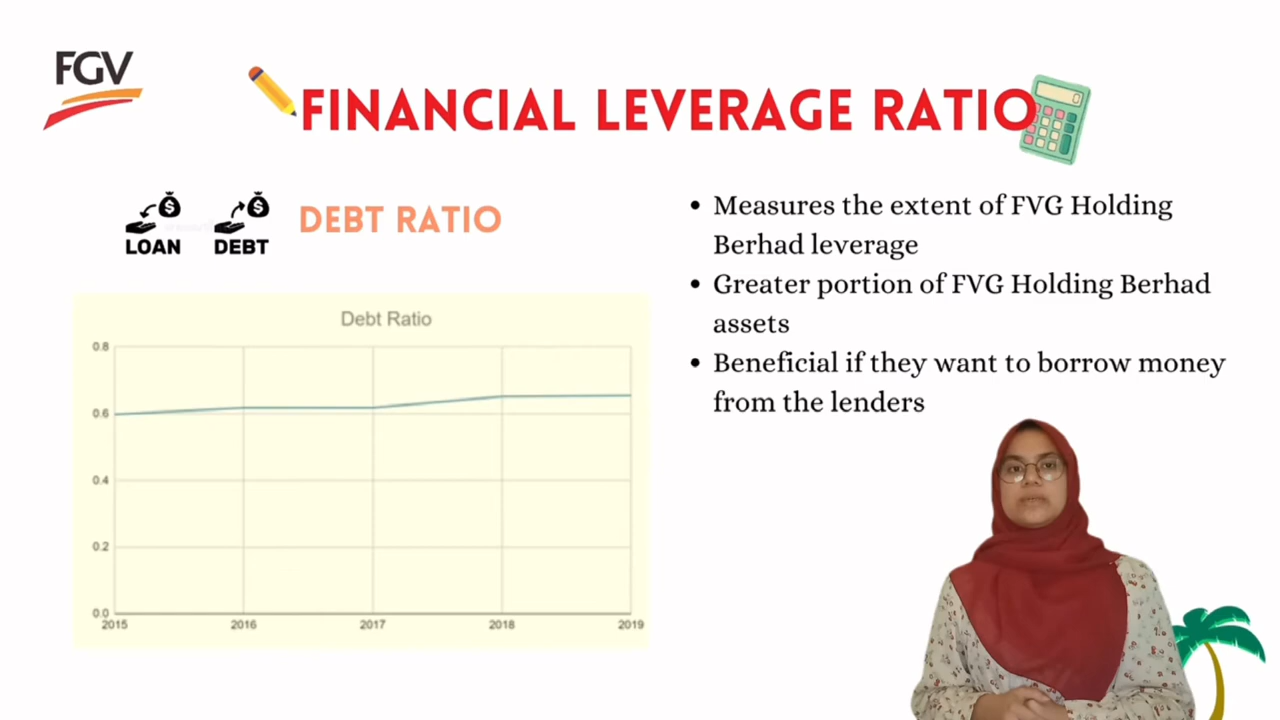 FGV
FINANCIAL LEVERAGE RATIO
LOAN
DEBT
DEBT RATIO
Debt Ratio
0.8
0.6
0.4
0.2
0.0
2015
2016
2017
2018
2019
• Measures the extent of FVG Holding
Berhad leverage
• Greater portion of FVG Holding Berhad
assets
• Beneficial if they want to borrow money
from the lenders